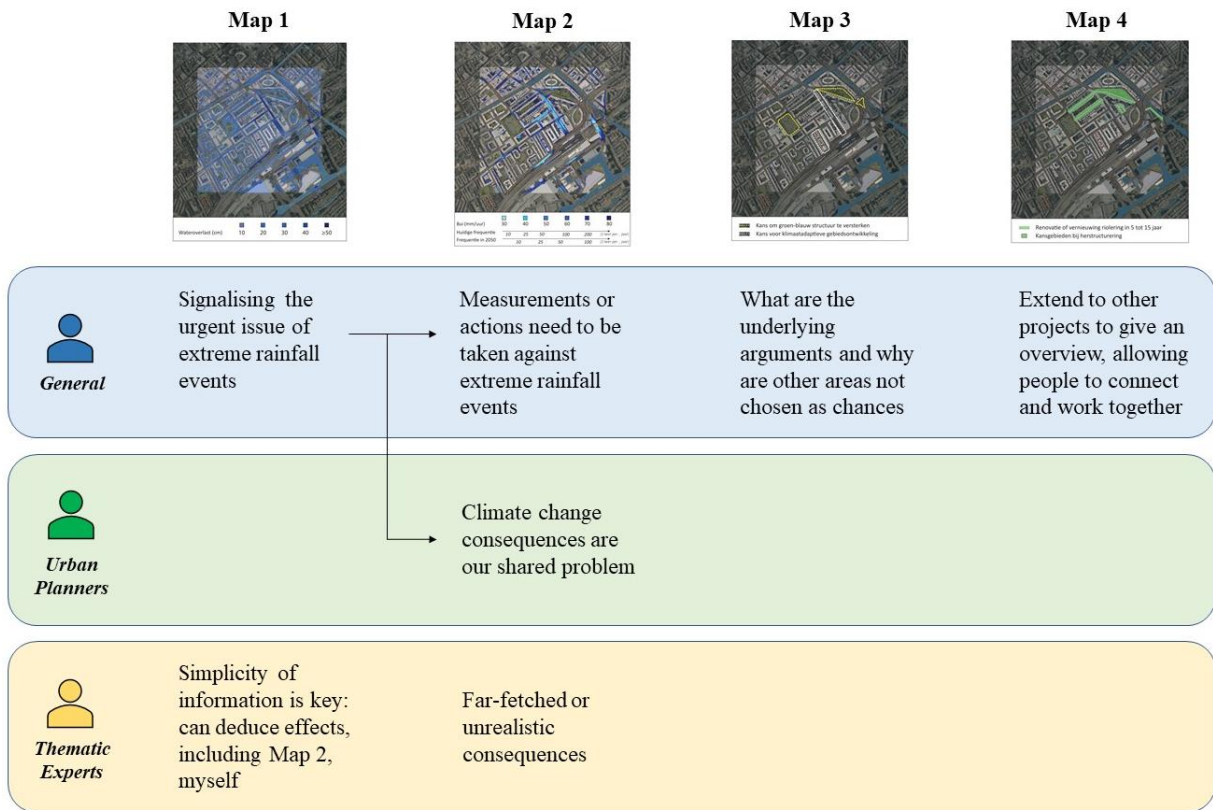 Map 1
Map 2
Map 3
Map 4
Wateroverlast (cm)
10 20 30 40 ≥50
Bui (mm/uur)
30 40 50 60 70 80
Huidige frequentie
10 25 50 100 200
Frequentie in 2050
10 25 50 100
Kans om groen-blauw structuur te versterken
Kans voor klimaatadaptieve gebiedsontwikkeling
Renovatie of vernieuwing riolering in 5 tot 15 jaar
Kansgebieden bij herstructurering
General
Signalising the
urgent issue of
extreme rainfall
events
Measurements or
actions need to be
taken against
extreme rainfall
events
What are the
underlying
arguments and why
are other areas not
chosen as chances
Extend to other
projects to give an
overview, allowing
people to connect
and work together
Urban
Planners
Climate change
consequences are
our shared problem
Thematic
Experts
Simplicity of
information is key:
can deduce effects,
including Map 2,
myself
Far-fetched or
unrealistic
consequences